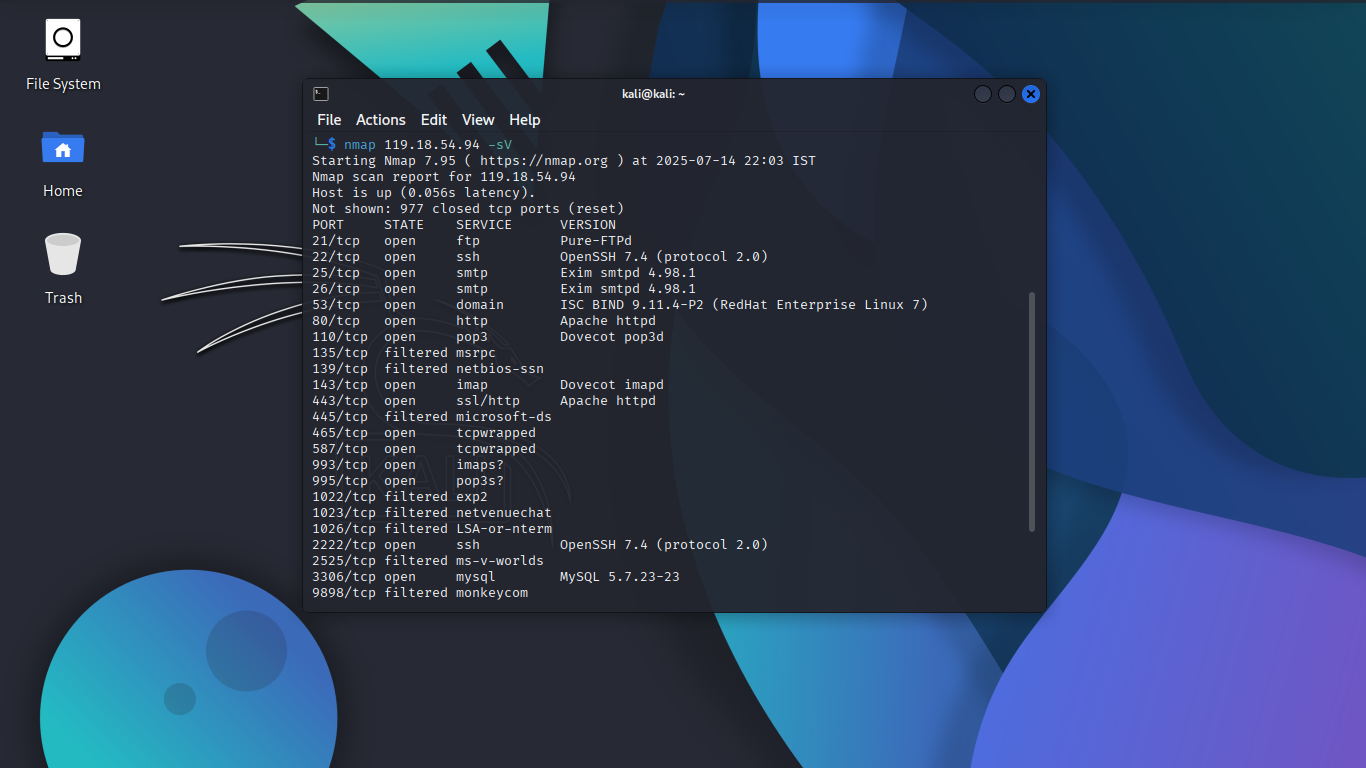 File System
Home
Trash
kali@kali: ~
File Actions Edit View Help
└─$ nmap 119.18.54.94 -sV
Starting Nmap 7.95 ( https://nmap.org ) at 2025-07-14 22:03 IST
Nmap scan report for 119.18.54.94
Host is up (0.056s latency).
Not shown: 977 closed tcp ports (reset)
PORT     STATE    SERVICE      VERSION
21/tcp   open     ftp          Pure-FTPd
22/tcp   open     ssh          OpenSSH 7.4 (protocol 2.0)
25/tcp   open     smtp         Exim smtpd 4.98.1
26/tcp   open     smtp         Exim smtpd 4.98.1
53/tcp   open     domain       ISC BIND 9.11.4-P2 (RedHat Enterprise Linux 7)
80/tcp   open     http         Apache httpd
110/tcp  open     pop3         Dovecot pop3d
135/tcp  filtered msrpc
139/tcp  filtered netbios-ssn
143/tcp  open     imap         Dovecot imapd
443/tcp  open     ssl/http     Apache httpd
445/tcp  filtered microsoft-ds
465/tcp  open     tcpwrapped
587/tcp  open     tcpwrapped
993/tcp  open     imaps?
995/tcp  open     pop3s?
1022/tcp filtered exp2
1023/tcp filtered netvenuechat
1026/tcp filtered LSA-or-nterm
2222/tcp open     ssh          OpenSSH 7.4 (protocol 2.0)
2525/tcp filtered ms-v-worlds
3306/tcp open     mysql        MySQL 5.7.23-23
9898/tcp filtered monkeycom